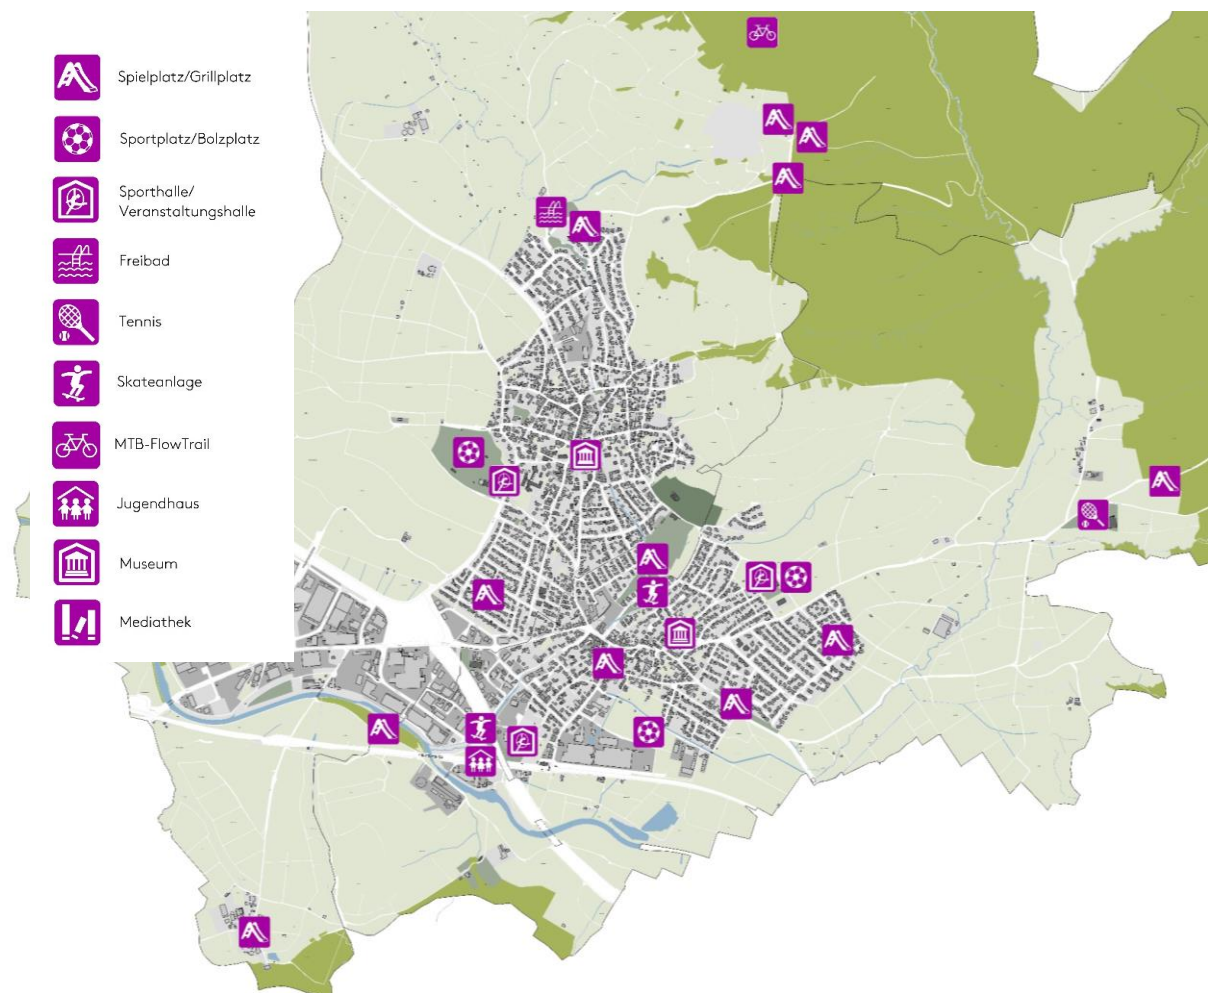 Spielplatz/Grillplatz
Sportplatz/Bolzplatz
Sporthalle/
Veranstaltungshalle
Freibad
Tennis
Skateanlage
MTB-FlowTrail
Jugendhaus
Museum
Mediathek